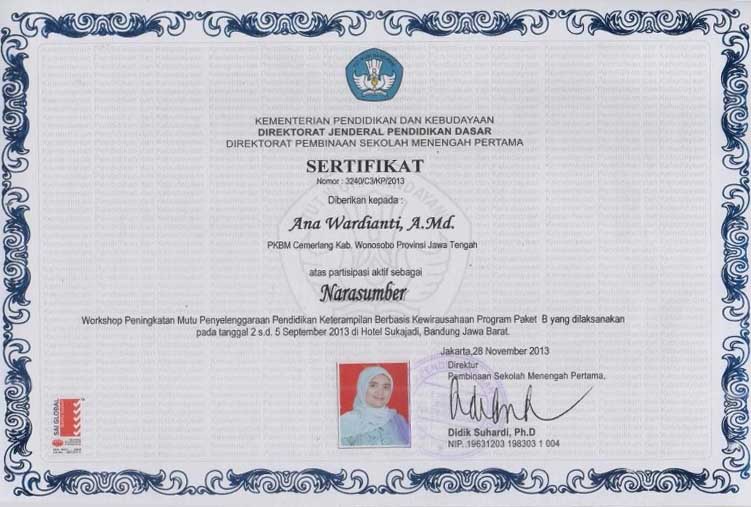 KEMENTERIAN PENDIDIKAN DAN KEBUDAYAAN
DIREKTORAT JENDERAL PENDIDIKAN DASAR
DIREKTORAT PEMBINAAN SEKOLAH MENENGAH PERTAMA
SERTIFIKAT
Nomor : 3240/C3/KP/2013
Diberikan kepada :
Ana Wardianti, A.Md.
PKBM Cemerlang Kab. Wonosobo Provinsi Jawa Tengah
atas partisipasi aktif sebagai
Narasumber
Workshop Peningkatan Mutu Penyelenggaraan Pendidikan Keterampilan Berbasis Kewirausahaan Program Paket B yang dilaksanakan
pada tanggal 2 s.d. 5 September 2013 di Hotel Sukajadi, Bandung Jawa Barat.
Jakarta,28 November 2013
Direktur
Pembinaan Sekolah Menengah Pertama,
Didik Suhardi, Ph.D
NIP. 19631203 198303 1 004
SAI GLOBAL